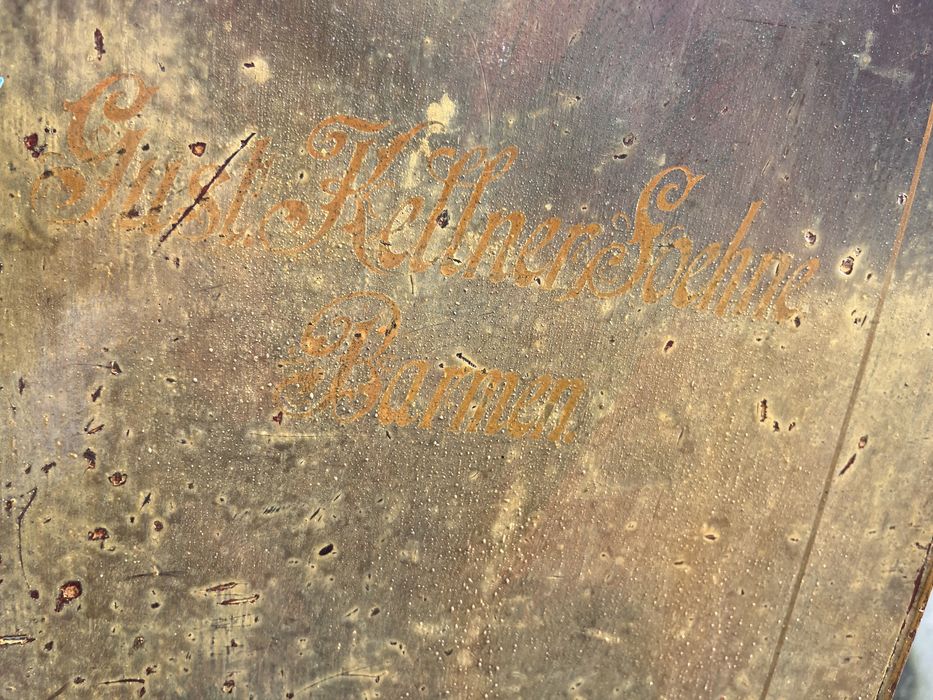 Gust. Kellner, Soehne
Barmen.